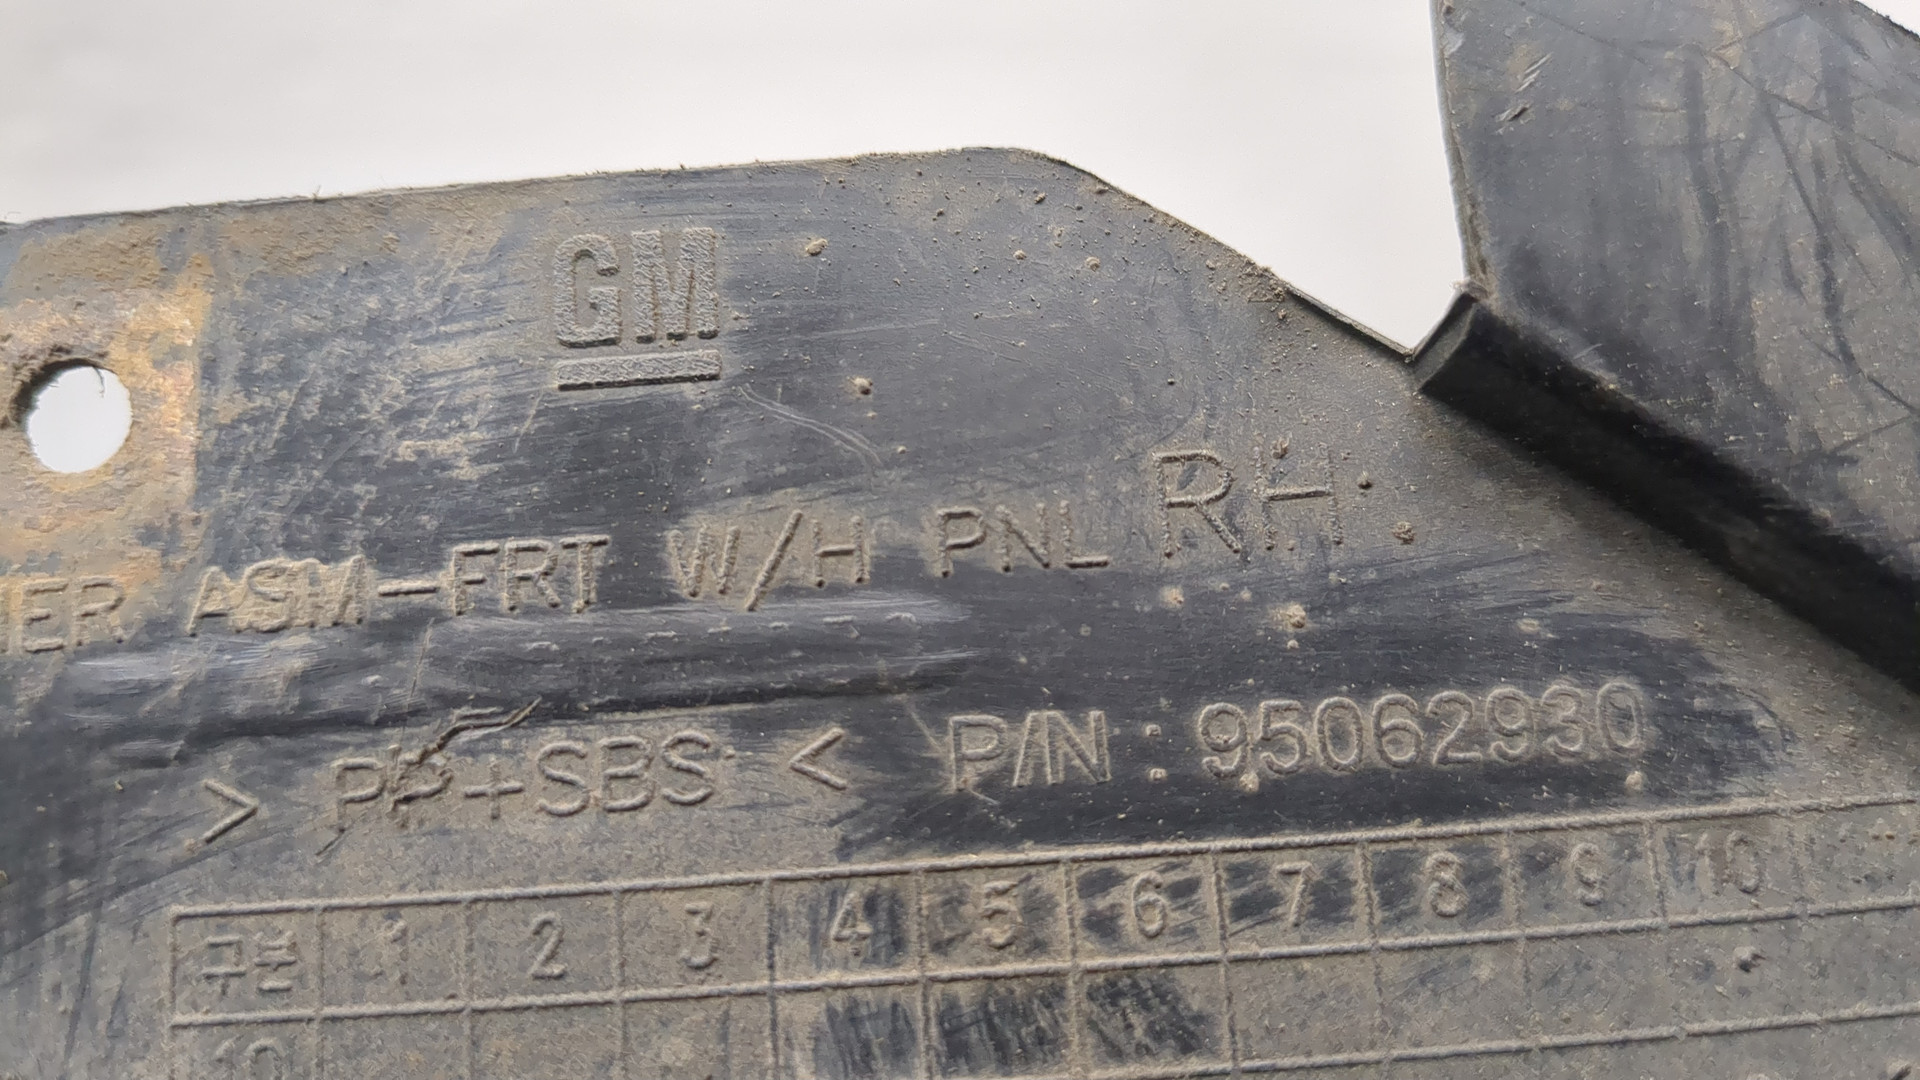 GM
RH
ER ASM-FRT W/H PNL
> PP+SBS < P/N : 95062930
구분 1 2 3 4 5 6 7 8 9 10